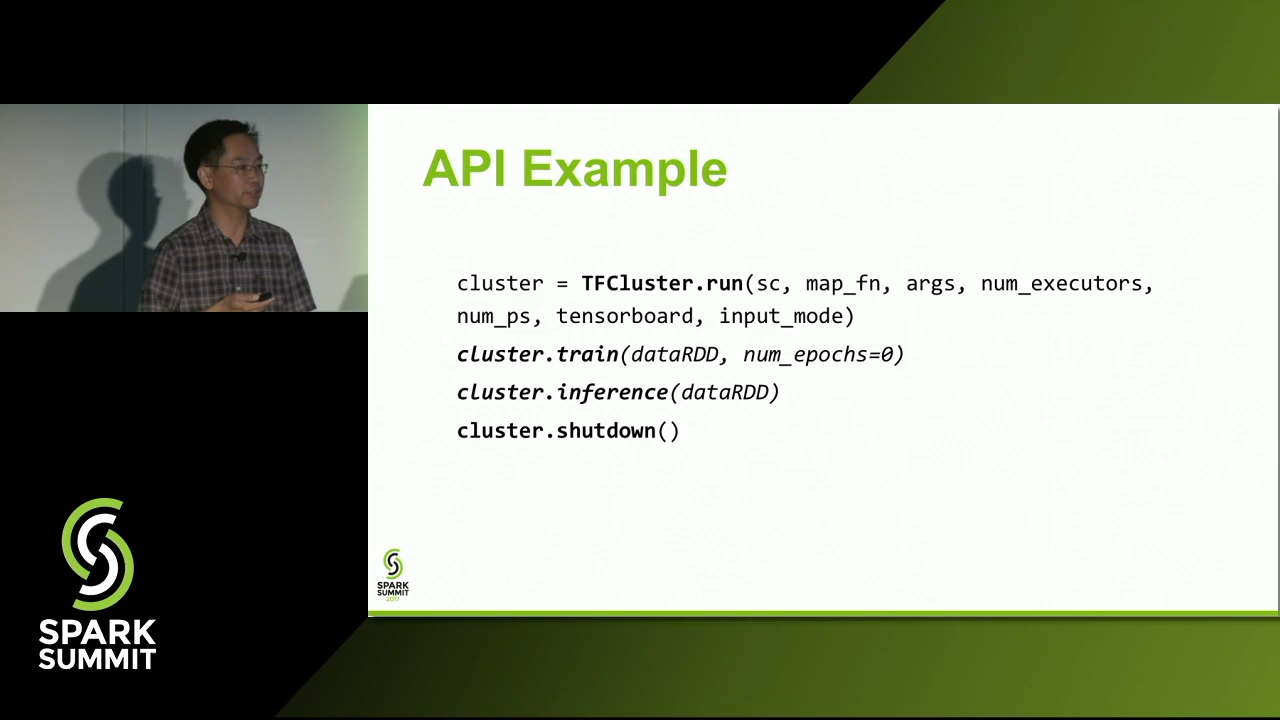 API Example
cluster = TFCluster.run(sc, map_fn, args, num_executors,
num_ps, tensorboard, input_mode)
cluster.train(dataRDD, num_epochs=0)
cluster.inference(dataRDD)
cluster.shutdown()
SPARK
SUMMIT
2017
SPARK
SUMMIT